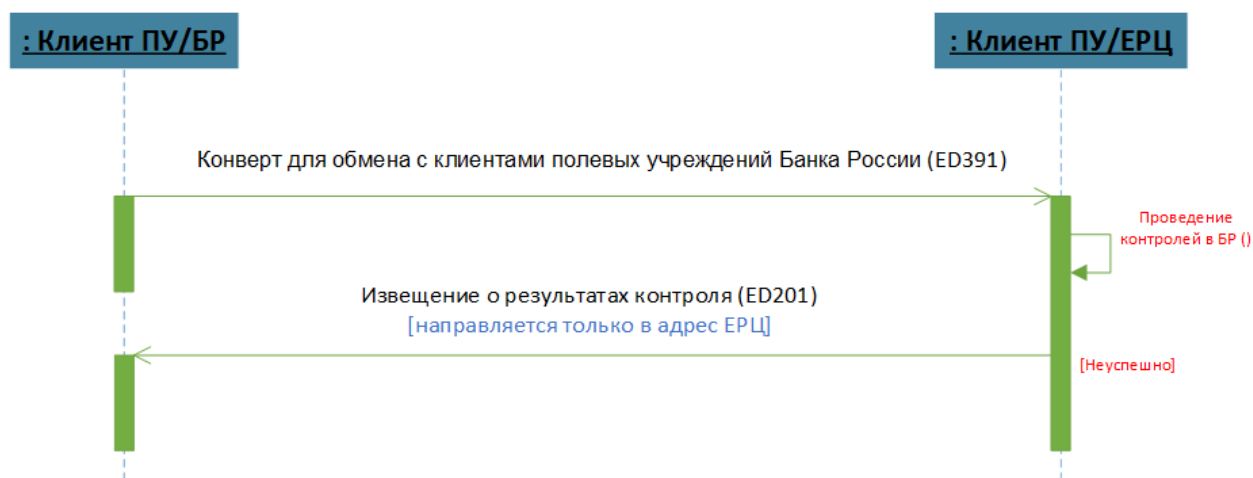 : Клиент ПУ/БР
: Клиент ПУ/ЕРЦ
Конверт для обмена с клиентами полевых учреждений Банка России (ED391)
Проведение
контролей в БР ()
Извещение о результатах контроля (ED201)
[направляется только в адрес ЕРЦ]
[Неуспешно]